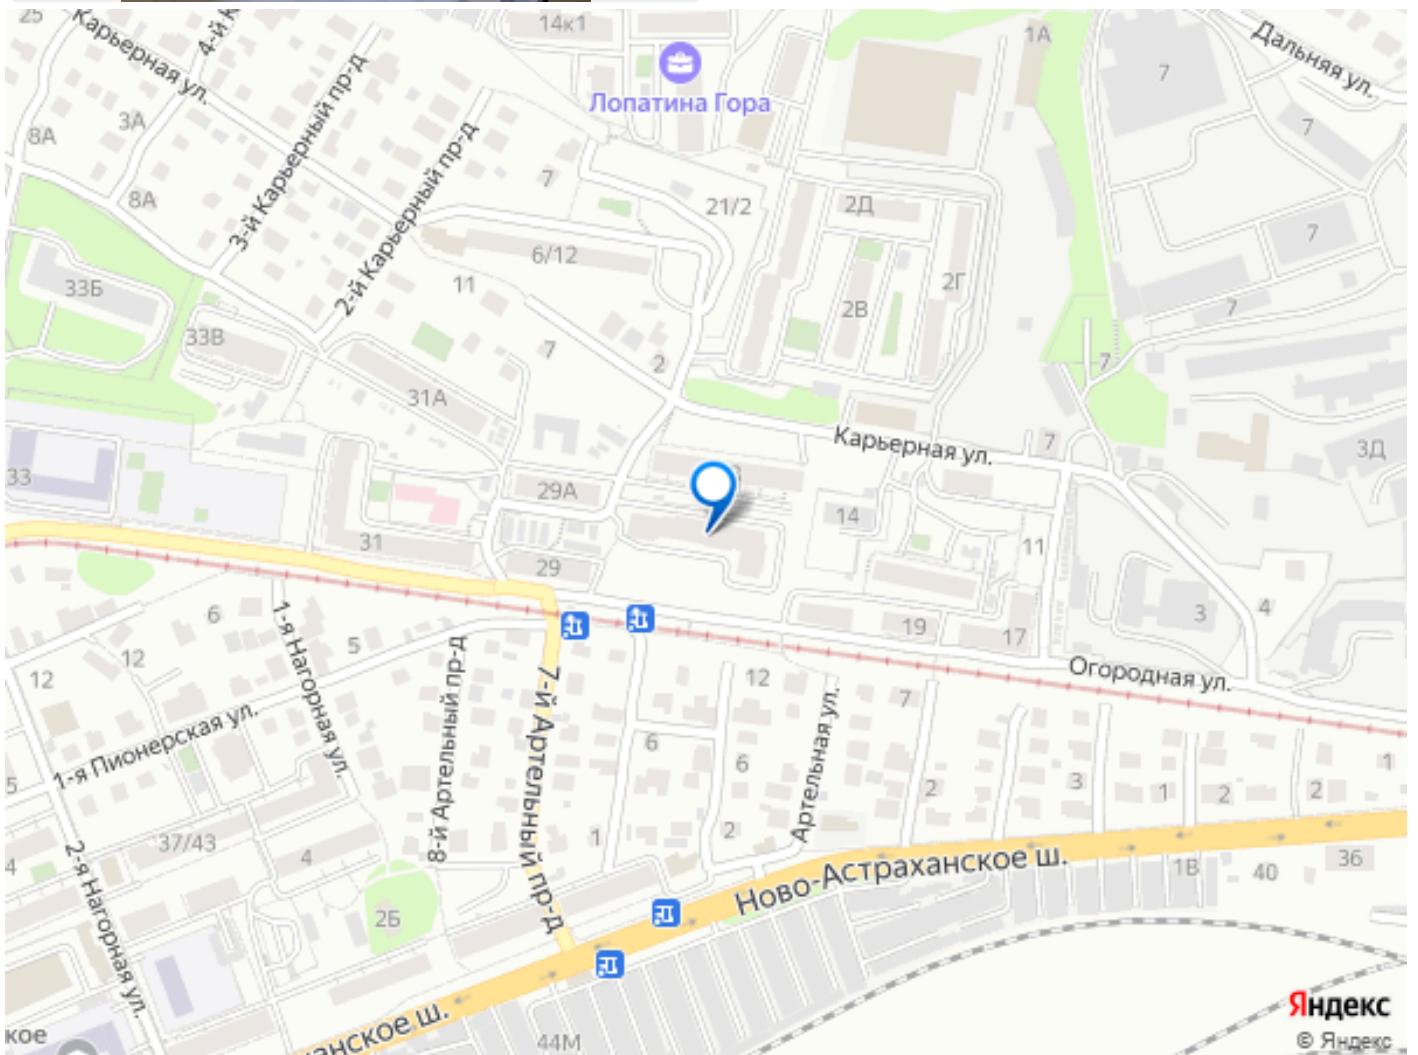 25
Карьерная ул.
4-й К
14к1
1А
Дальняя ул.
7
Лопатина Гора
3А
8А
3-й Карьерный пр-д
2-й Карьерный пр-д
7
7
8А
21/2
2Д
7
6/12
33Б
11
2Г
2В
7
33В
7
2
7
31А
Карьерная ул.
7
3Д
33
29А
14
31
11
29
6
1-я Нагорная ул.
5
19
17
3
4
12
12
8-й Артельный пр-д
7-й Артельный пр-д
12
7
Огородная ул.
1-я Пионерская ул.
6
6
Артельная ул.
2
3
1
2
2
1
5
37/43
4
1
2
4
2-я Нагорная ул.
2Б
Ново-Астраханское ш.
1В
40
36
кое
анское ш.
44М
Яндекс
© Яндекс